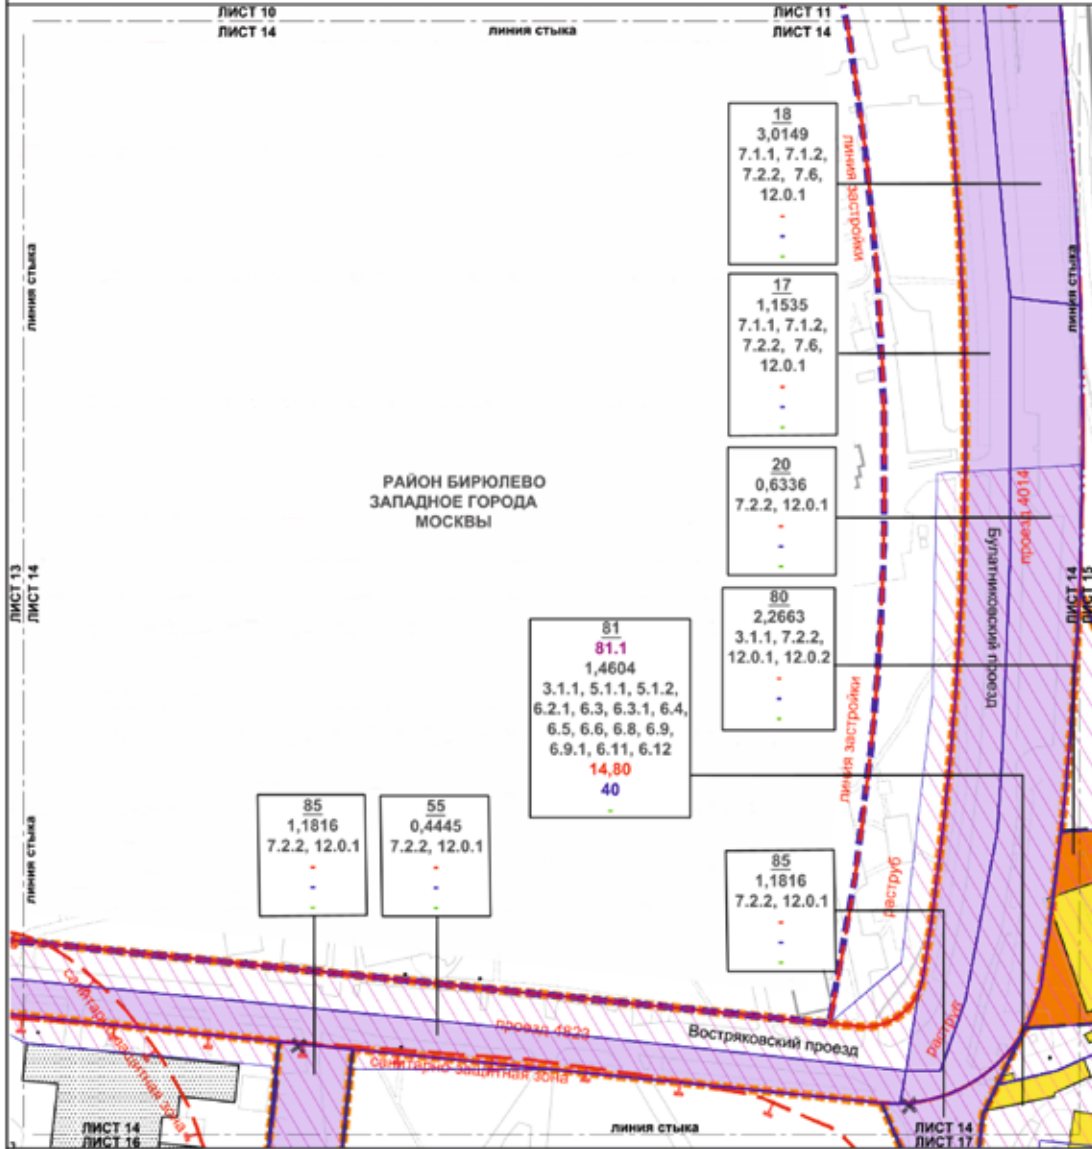 ЛИСТ 10
ЛИСТ 14
линия стыка
ЛИСТ 11
ЛИСТ 14
18
3,0149
7.1.1, 7.1.2,
7.2.2, 7.6,
12.0.1
-
-
-
линия застройки
линия стыка
линия стыка
17
1,1535
7.1.1, 7.1.2,
7.2.2, 7.6,
12.0.1
-
-
-
20
0,6336
7.2.2, 12.0.1
-
-
-
РАЙОН БИРЮЛЕВО
ЗАПАДНОЕ ГОРОДА
МОСКВЫ
проезд 4014
Булатниковский проезд
ЛИСТ 13
ЛИСТ 14
ЛИСТ 14
ЛИСТ 15
80
2,2663
3.1.1, 7.2.2,
12.0.1, 12.0.2
-
-
-
81
81.1
1,4604
3.1.1, 5.1.1, 5.1.2,
6.2.1, 6.3, 6.3.1, 6.4,
6.5, 6.6, 6.8, 6.9,
6.9.1, 6.11, 6.12
14,80
40
-
линия застройки
85
1,1816
7.2.2, 12.0.1
-
-
-
55
0,4445
7.2.2, 12.0.1
-
-
-
линия стыка
85
1,1816
7.2.2, 12.0.1
-
-
-
раструб
раструб
санитарно-защитная зона
проезд 4823
Востряковский проезд
санитарно-защитная зона
ЛИСТ 14
ЛИСТ 16
линия стыка
ЛИСТ 14
ЛИСТ 17